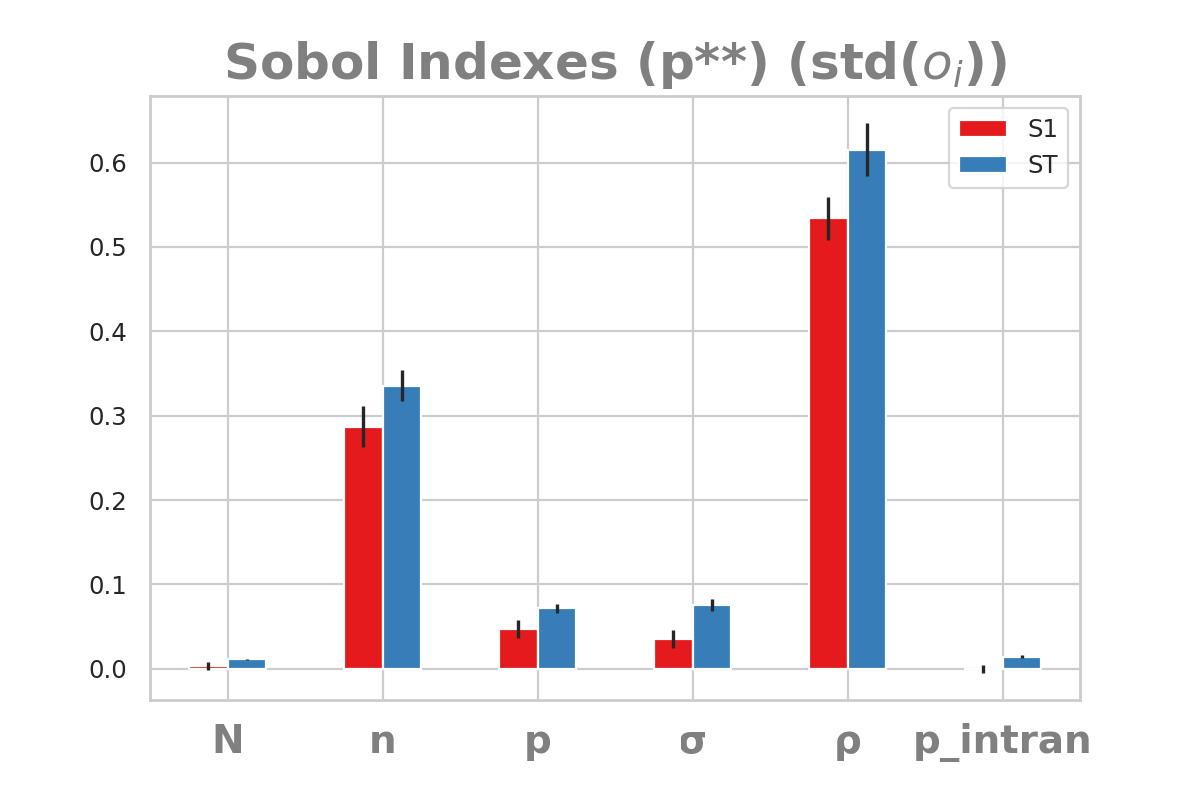 Sobol Indexes (p**) (std(oᵢ))
S1
ST
0.6
0.5
0.4
0.3
0.2
0.1
0.0
N n p σ ρ p_intran